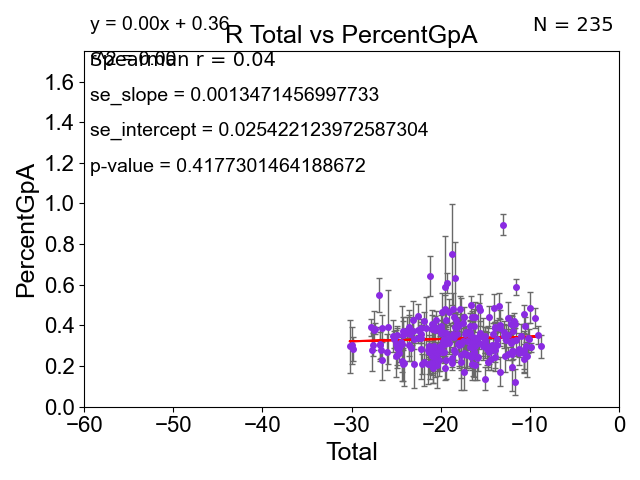 y = 0.00x + 0.36
N = 235
R Total vs PercentGpA
Spearman r = 0.04
se_slope = 0.0013471456997733
se_intercept = 0.025422123972587304
p-value = 0.4177301464188672
PercentGpA
1.6
1.4
1.2
1.0
0.8
0.6
0.4
0.2
0.0
−60
−50
−40
−30
−20
−10
0
Total